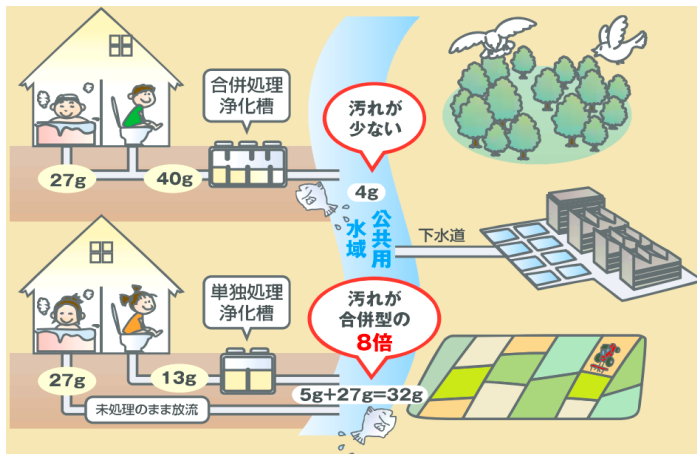 合併処理
浄化槽
汚れが
少ない
27g
40g
4g
公共用
水域
下水道
単独処理
浄化槽
汚れが
合併型の
8倍
27g
13g
5g+27g=32g
未処理のまま放流